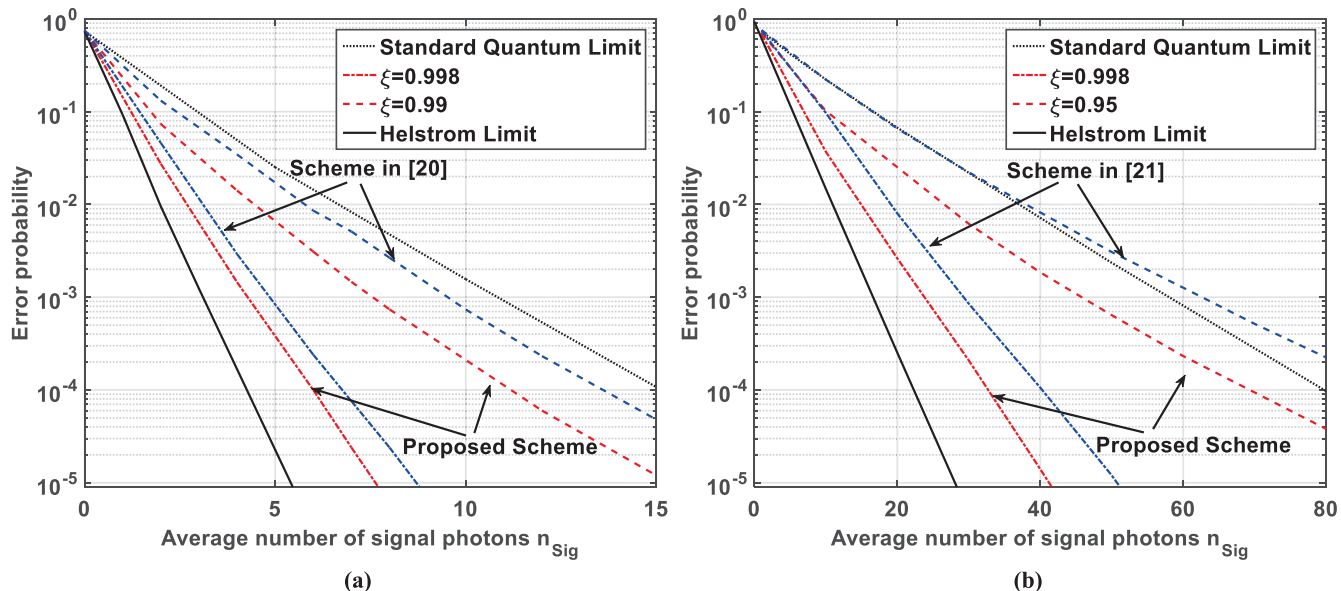 Error probability
10^0
10^-1
10^-2
10^-3
10^-4
10^-5
Standard Quantum Limit
ξ=0.998
ξ=0.99
Helstrom Limit
Scheme in [20]
Proposed Scheme
0 5 10 15
Average number of signal photons n_Sig
(a)
Error probability
10^0
10^-1
10^-2
10^-3
10^-4
10^-5
Standard Quantum Limit
ξ=0.998
ξ=0.95
Helstrom Limit
Scheme in [21]
Proposed Scheme
0 20 40 60 80
Average number of signal photons n_Sig
(b)